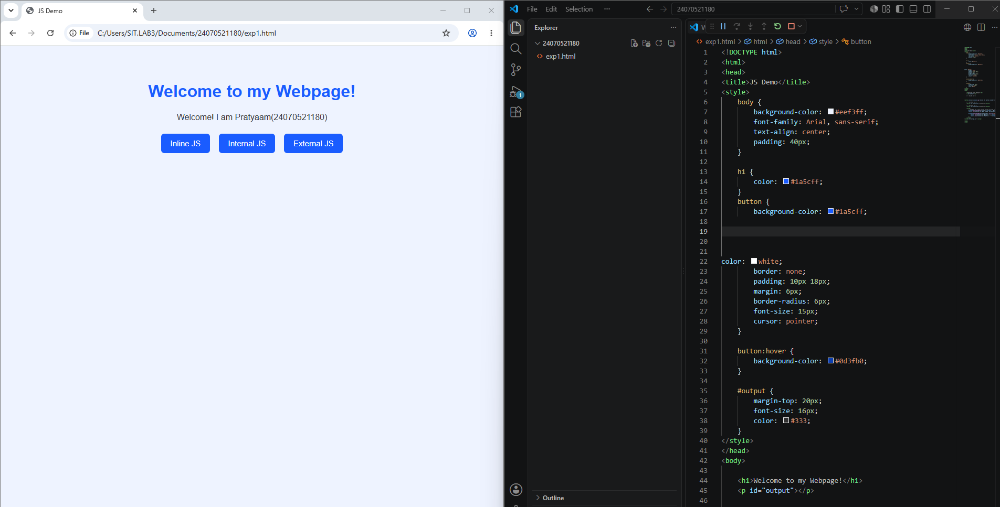 JS Demo
File
C:/Users/SIT.LAB3/Documents/24070521180/exp1.html
Welcome to my Webpage!
Welcome! I am Pratyaam(24070521180)
Inline JS
Internal JS
External JS
File Edit Selection ...
24070521180
Explorer
24070521180
exp1.html
1
Outline
W
exp1.html > html > head > style > button
1 <!DOCTYPE html>
2 <html>
3 <head>
4 <title>JS Demo</title>
5 <style>
6 body {
7 background-color: #eef3ff;
8 font-family: Arial, sans-serif;
9 text-align: center;
10 padding: 40px;
11 }
12
13 h1 {
14 color: #1a5cff;
15 }
16 button {
17 background-color: #1a5cff;
18
19
20
21
22 color: white;
23 border: none;
24 padding: 10px 18px;
25 margin: 6px;
26 border-radius: 6px;
27 font-size: 15px;
28 cursor: pointer;
29 }
30
31 button:hover {
32 background-color: #0d3fb0;
33 }
34
35 #output {
36 margin-top: 20px;
37 font-size: 16px;
38 color: #333;
39 }
40 </style>
41 </head>
42 <body>
43
44 <h1>Welcome to my Webpage!</h1>
45 <p id="output"></p>
46